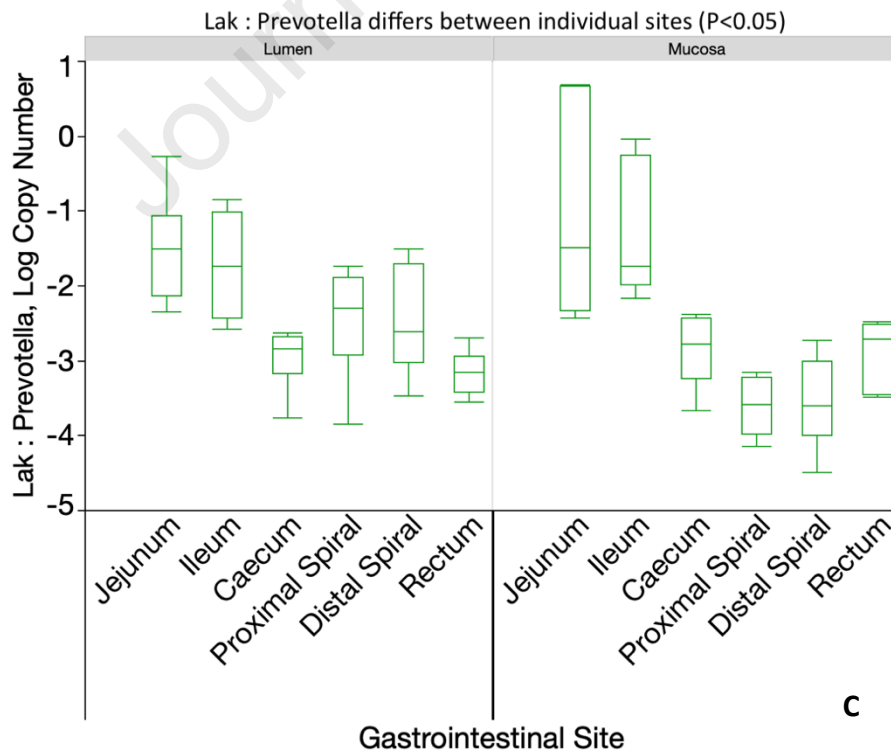 Lak : Prevotella differs between individual sites (P<0.05)
Lumen
Mucosa
Journ
Lak : Prevotella, Log Copy Number
1
0
-1
-2
-3
-4
-5
Jejunum
Ileum
Caecum
Proximal Spiral
Distal Spiral
Rectum
Jejunum
Ileum
Caecum
Proximal Spiral
Distal Spiral
Rectum
C
Gastrointestinal Site